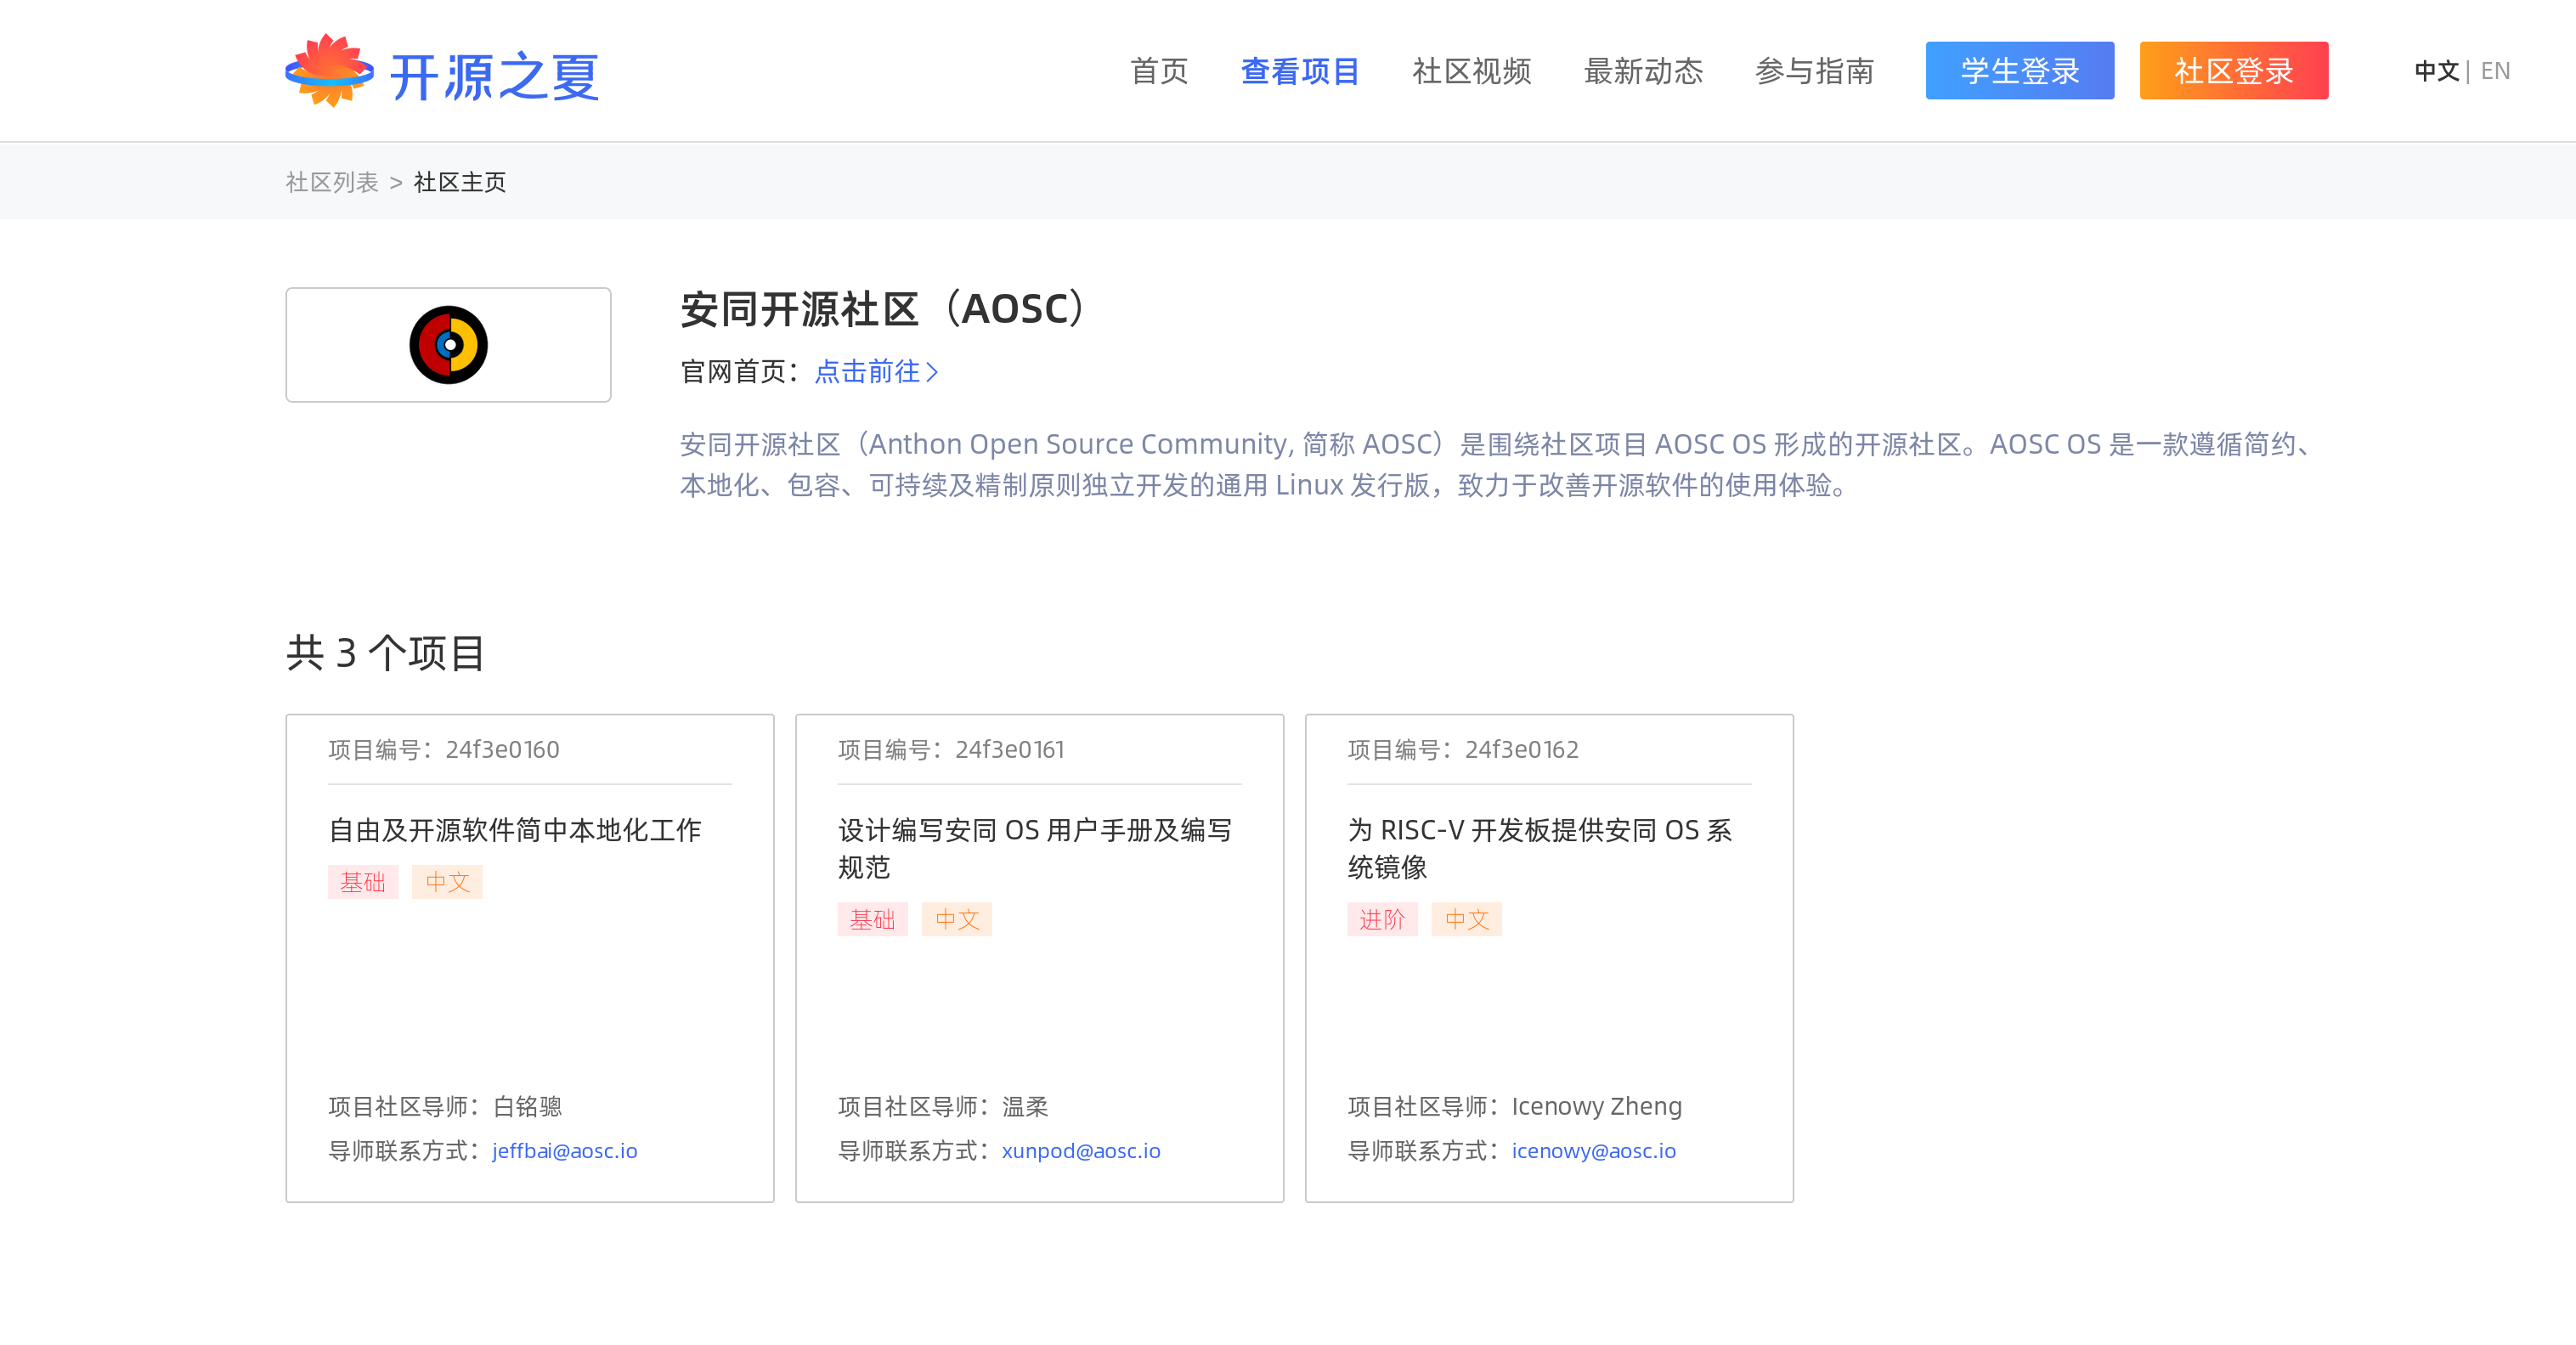 开源之夏
首页 查看项目 社区视频 最新动态 参与指南 学生登录 社区登录 中文 | EN
社区列表 > 社区主页
安同开源社区（AOSC）
官网首页：点击前往
安同开源社区（Anthon Open Source Community, 简称 AOSC）是围绕社区项目 AOSC OS 形成的开源社区。AOSC OS 是一款遵循简约、
本地化、包容、可持续及精制原则独立开发的通用 Linux 发行版，致力于改善开源软件的使用体验。
共 3 个项目
项目编号：24f3e0160
自由及开源软件简中本地化工作
基础 中文
项目社区导师：白铭骢
导师联系方式：jeffbai@aosc.io
项目编号：24f3e0161
设计编写安同 OS 用户手册及编写
规范
基础 中文
项目社区导师：温柔
导师联系方式：xunpod@aosc.io
项目编号：24f3e0162
为 RISC-V 开发板提供安同 OS 系
统镜像
进阶 中文
项目社区导师：Icenowy Zheng
导师联系方式：icenowy@aosc.io